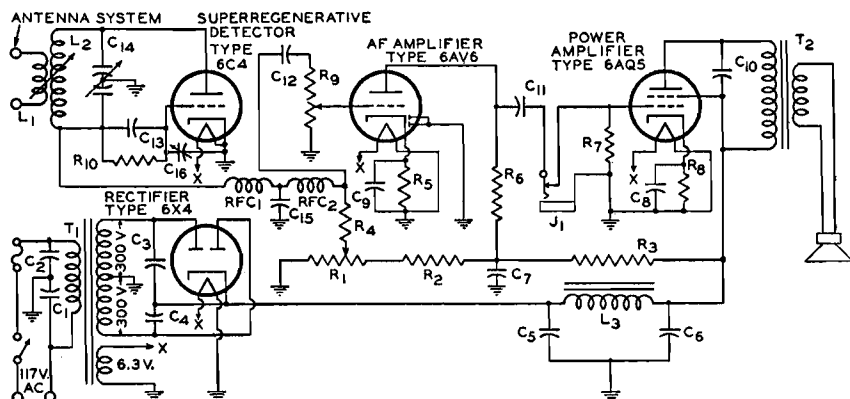 ANTENNA SYSTEM
SUPERREGENERATIVE
DETECTOR
TYPE
6C4
AF AMPLIFIER
TYPE 6AV6
POWER
AMPLIFIER
TYPE 6AQ5
L2
C14
L1
C13
R10
C16
X
C12
R9
C9
R5
X
C11
R6
R7
J1
C8
R8
X
C10
T2
RFC1
C15
RFC2
R4
R1
R2
C7
R3
L3
C5
C6
RECTIFIER
TYPE 6X4
T1
C2
C1
300 V.
300 V.
C3
C4
X
X
6.3 V.
117 V.
AC